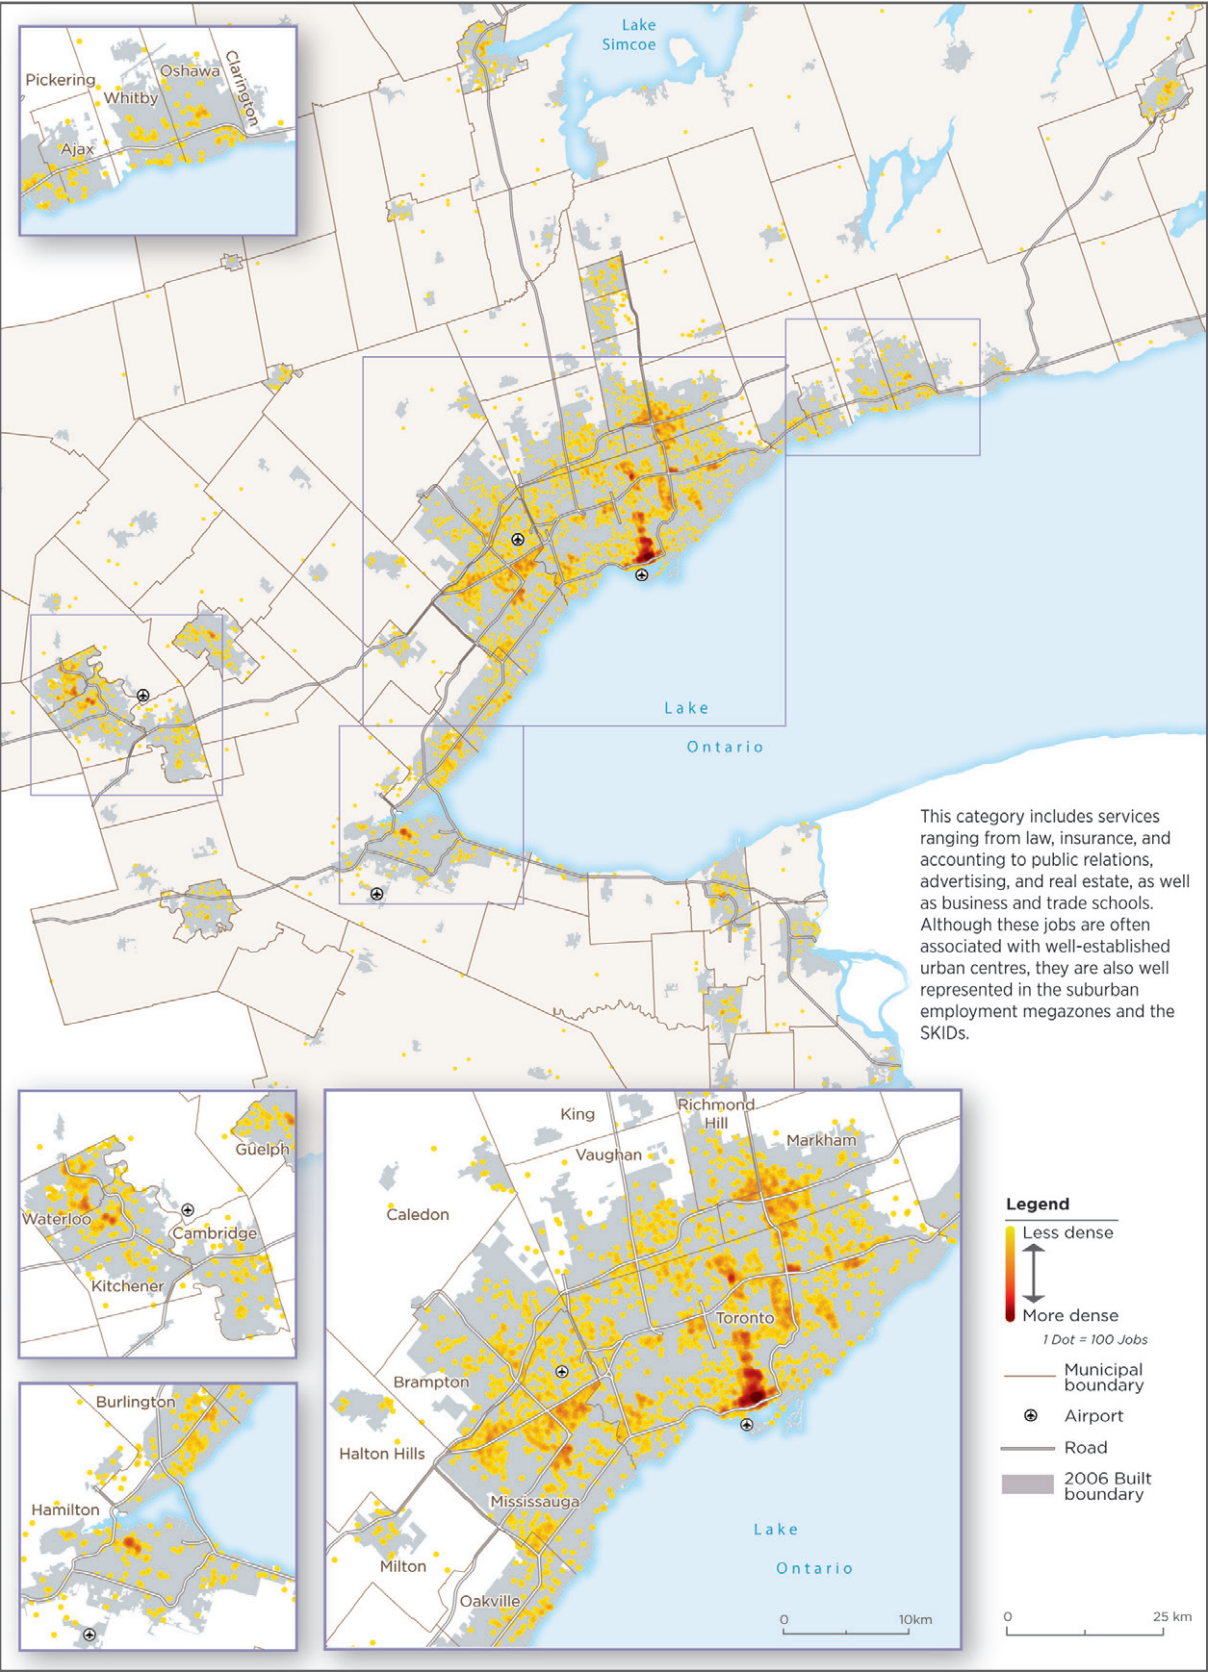 Lake
Simcoe
Pickering
Oshawa
Clarington
Whitby
Ajax
Lake
Ontario
This category includes services
ranging from law, insurance, and
accounting to public relations,
advertising, and real estate, as well
as business and trade schools.
Although these jobs are often
associated with well-established
urban centres, they are also well
represented in the suburban
employment megazones and the
SKIDs.
Guelph
Waterloo
Cambridge
Kitchener
Burlington
Hamilton
King
Richmond
Hill
Markham
Vaughan
Caledon
Toronto
Brampton
Halton Hills
Mississauga
Milton
Oakville
Lake
Ontario
0 10km
Legend
Less dense
More dense
1 Dot = 100 Jobs
Municipal
boundary
Airport
Road
2006 Built
boundary
0 25 km